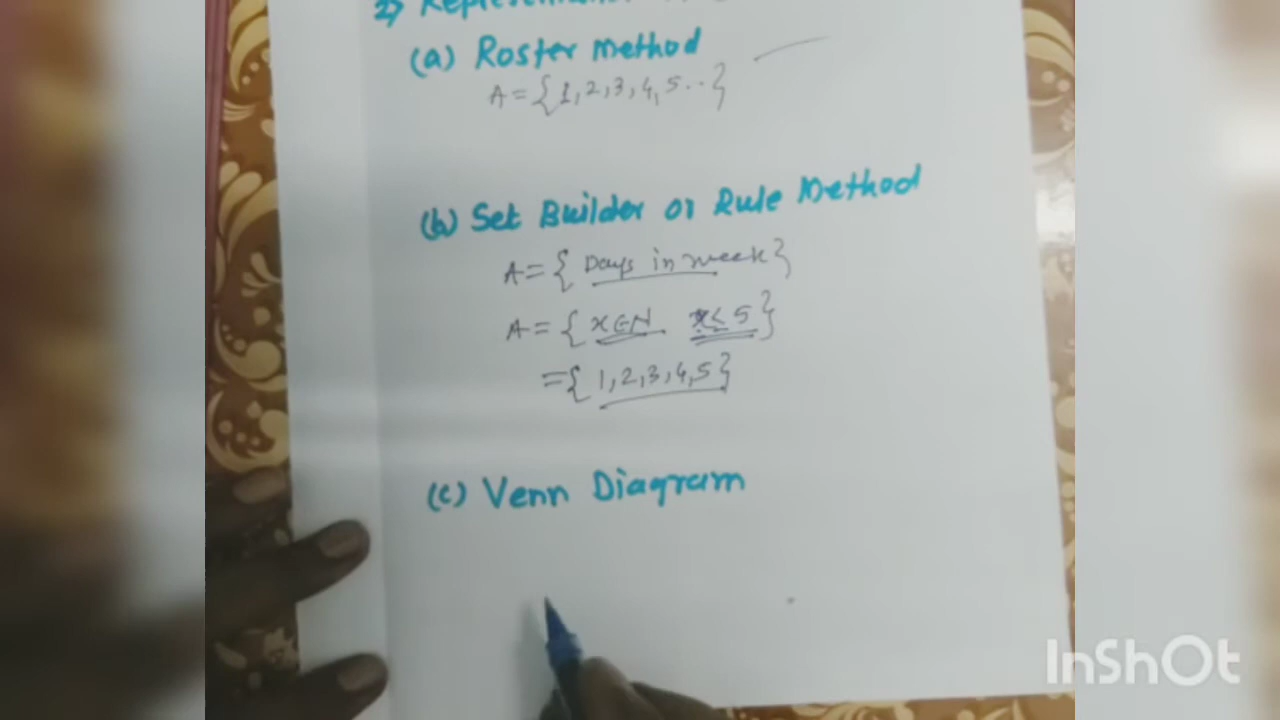 2)
(a) Roster Method
A = {1, 2, 3, 4, 5..}
(b) Set Builder or Rule Method
A = { Days in week}
A = { x∈N x≤5}
= { 1, 2, 3, 4, 5}
(c) Venn Diagram
InShOt